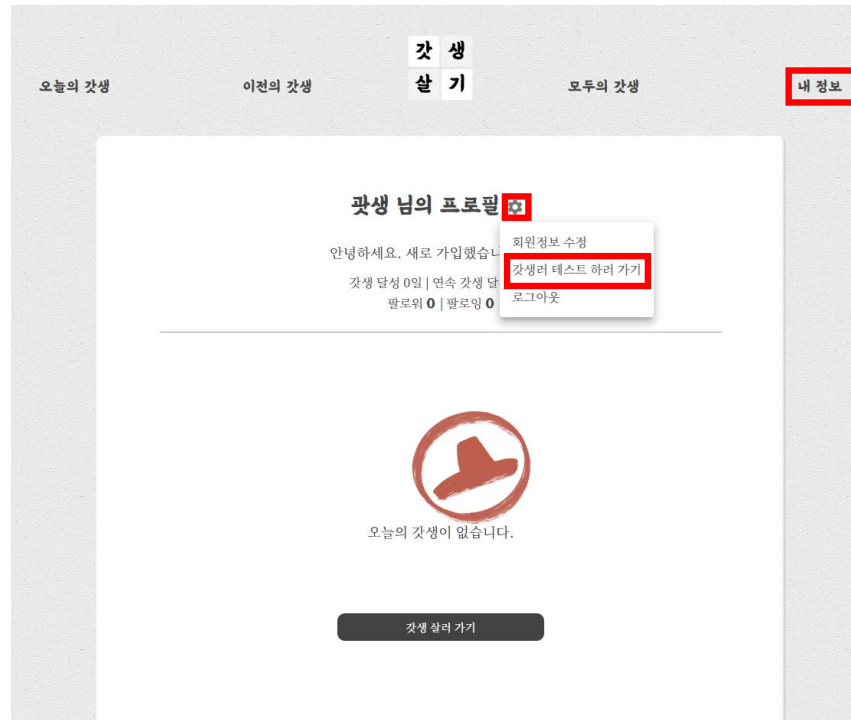 갓생
살기
오늘의 갓생
이전의 갓생
모두의 갓생
내 정보
괏생 님의 프로필
안녕하세요. 새로 가입했습니
갓생 달성 0일 | 연속 갓생 달
팔로워 0 | 팔로잉 0
회원정보 수정
갓생러 테스트 하러 가기
로그아웃
오늘의 갓생이 없습니다.
갓생 살러 가기